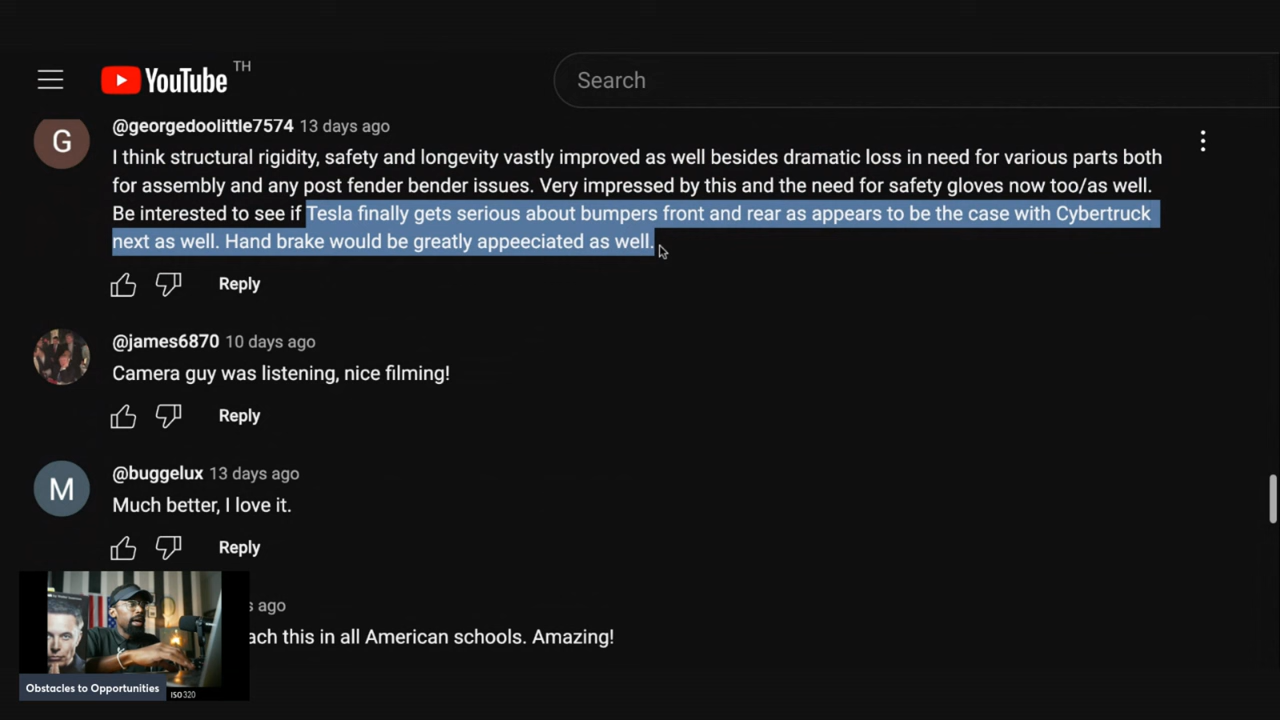 YouTube TH
Search
G
@georgedoolittle7574 13 days ago
I think structural rigidity, safety and longevity vastly improved as well besides dramatic loss in need for various parts both
for assembly and any post fender bender issues. Very impressed by this and the need for safety gloves now too/as well.
Be interested to see if Tesla finally gets serious about bumpers front and rear as appears to be the case with Cybertruck
next as well. Hand brake would be greatly appeeciated as well.
Reply
@james6870 10 days ago
Camera guy was listening, nice filming!
Reply
M
@buggelux 13 days ago
Much better, I love it.
Reply
s ago
ach this in all American schools. Amazing!
Obstacles to Opportunities
ISO 320